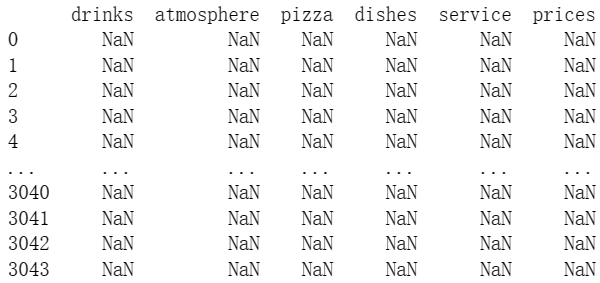 drinks atmosphere pizza dishes service prices
0 NaN NaN NaN NaN NaN NaN
1 NaN NaN NaN NaN NaN NaN
2 NaN NaN NaN NaN NaN NaN
3 NaN NaN NaN NaN NaN NaN
4 NaN NaN NaN NaN NaN NaN
... ... ... ... ... ... ...
3040 NaN NaN NaN NaN NaN NaN
3041 NaN NaN NaN NaN NaN NaN
3042 NaN NaN NaN NaN NaN NaN
3043 NaN NaN NaN NaN NaN NaN